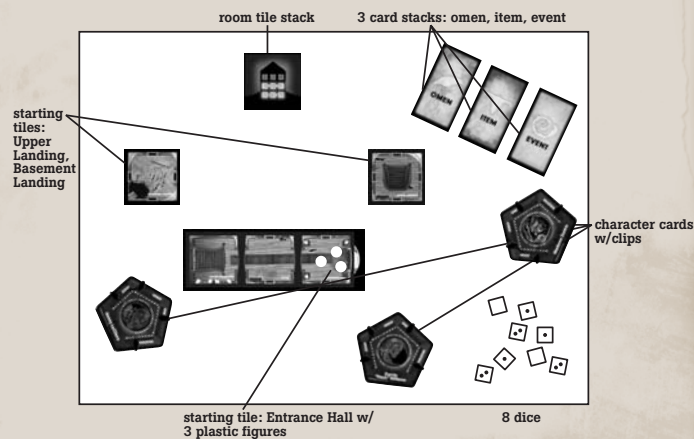 room tile stack
3 card stacks: omen, item, event
OMEN
ITEM
EVENT
starting
tiles:
Upper
Landing,
Basement
Landing
character cards
w/clips
starting tile: Entrance Hall w/
3 plastic figures
8 dice